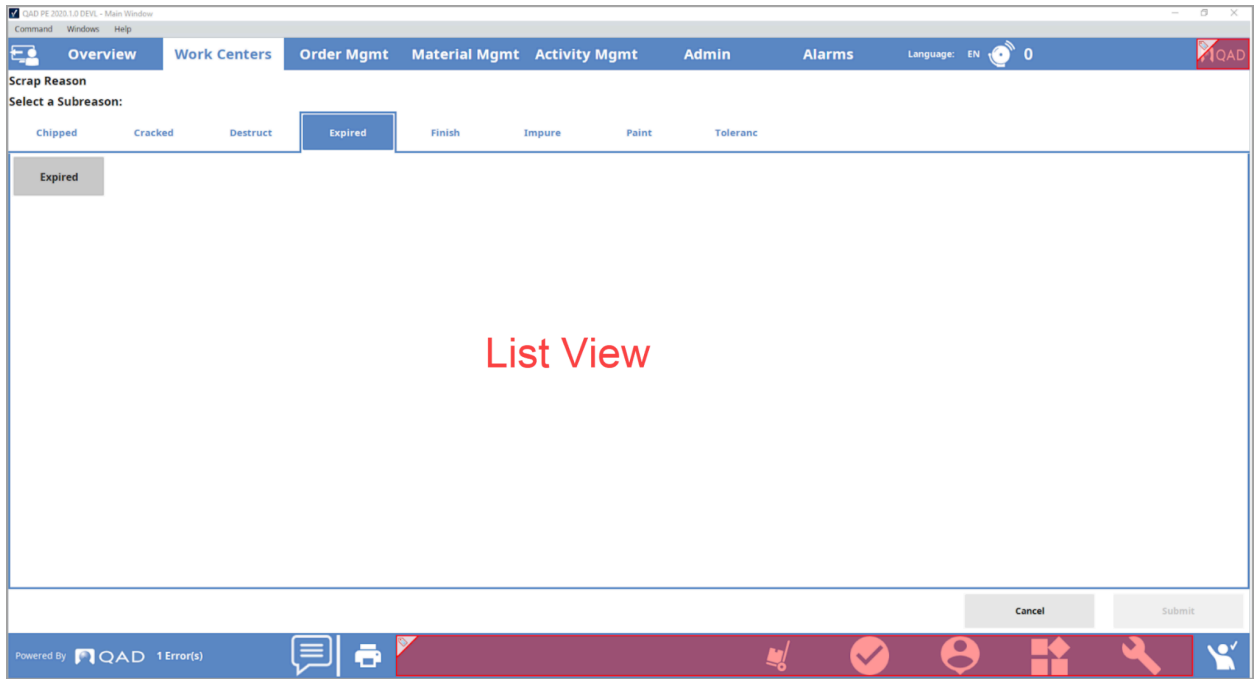 QAD PE 2020.1.0 DEVL - Main Window
Command Windows Help
Overview Work Centers Order Mgmt Material Mgmt Activity Mgmt Admin Alarms Language: EN 0 QAD
Scrap Reason
Select a Subreason:
Chipped Cracked Destruct Expired Finish Impure Paint Toleranc
Expired
List View
Cancel Submit
Powered By QAD 1 Error(s)